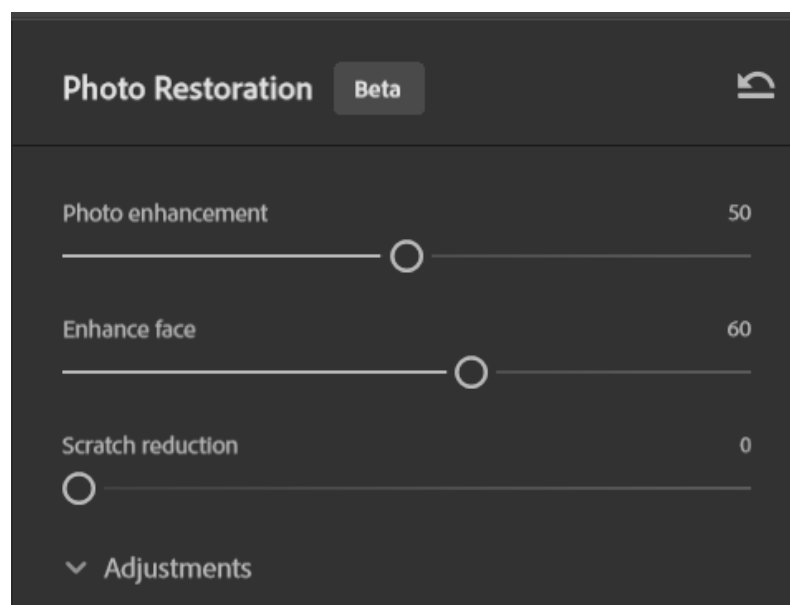 Photo Restoration Beta
Photo enhancement 50
Enhance face 60
Scratch reduction 0
Adjustments